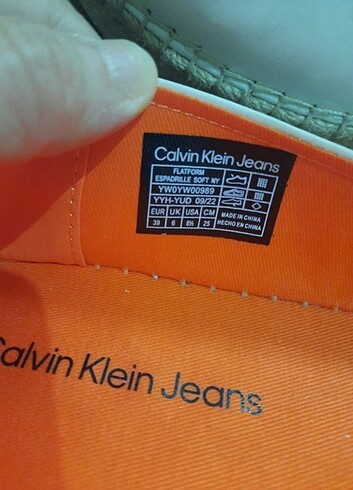 Calvin Klein Jeans
FLATFORM
ESPADRILLE SOFT NY
YW0YW00989
YYH-YUD 09/22
EUR UK USA CM
39 6 8½ 25
MADE IN CHINA
HECHO EN CHINA
Calvin Klein Jeans